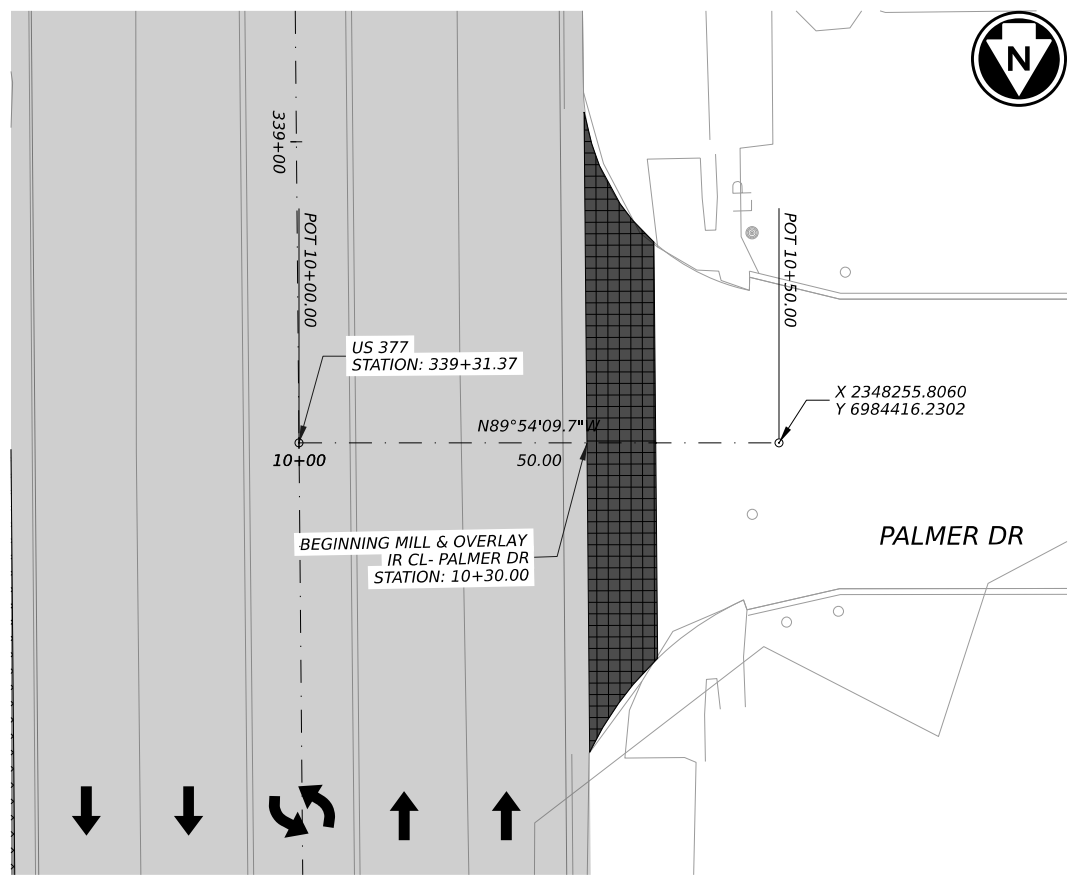 N
339+00
POT 10+00.00
POT 10+50.00
LP
US 377
STATION: 339+31.37
X 2348255.8060
Y 6984416.2302
N89°54'09.7"W
10+00
50.00
BEGINNING MILL & OVERLAY
IR CL- PALMER DR
STATION: 10+30.00
PALMER DR